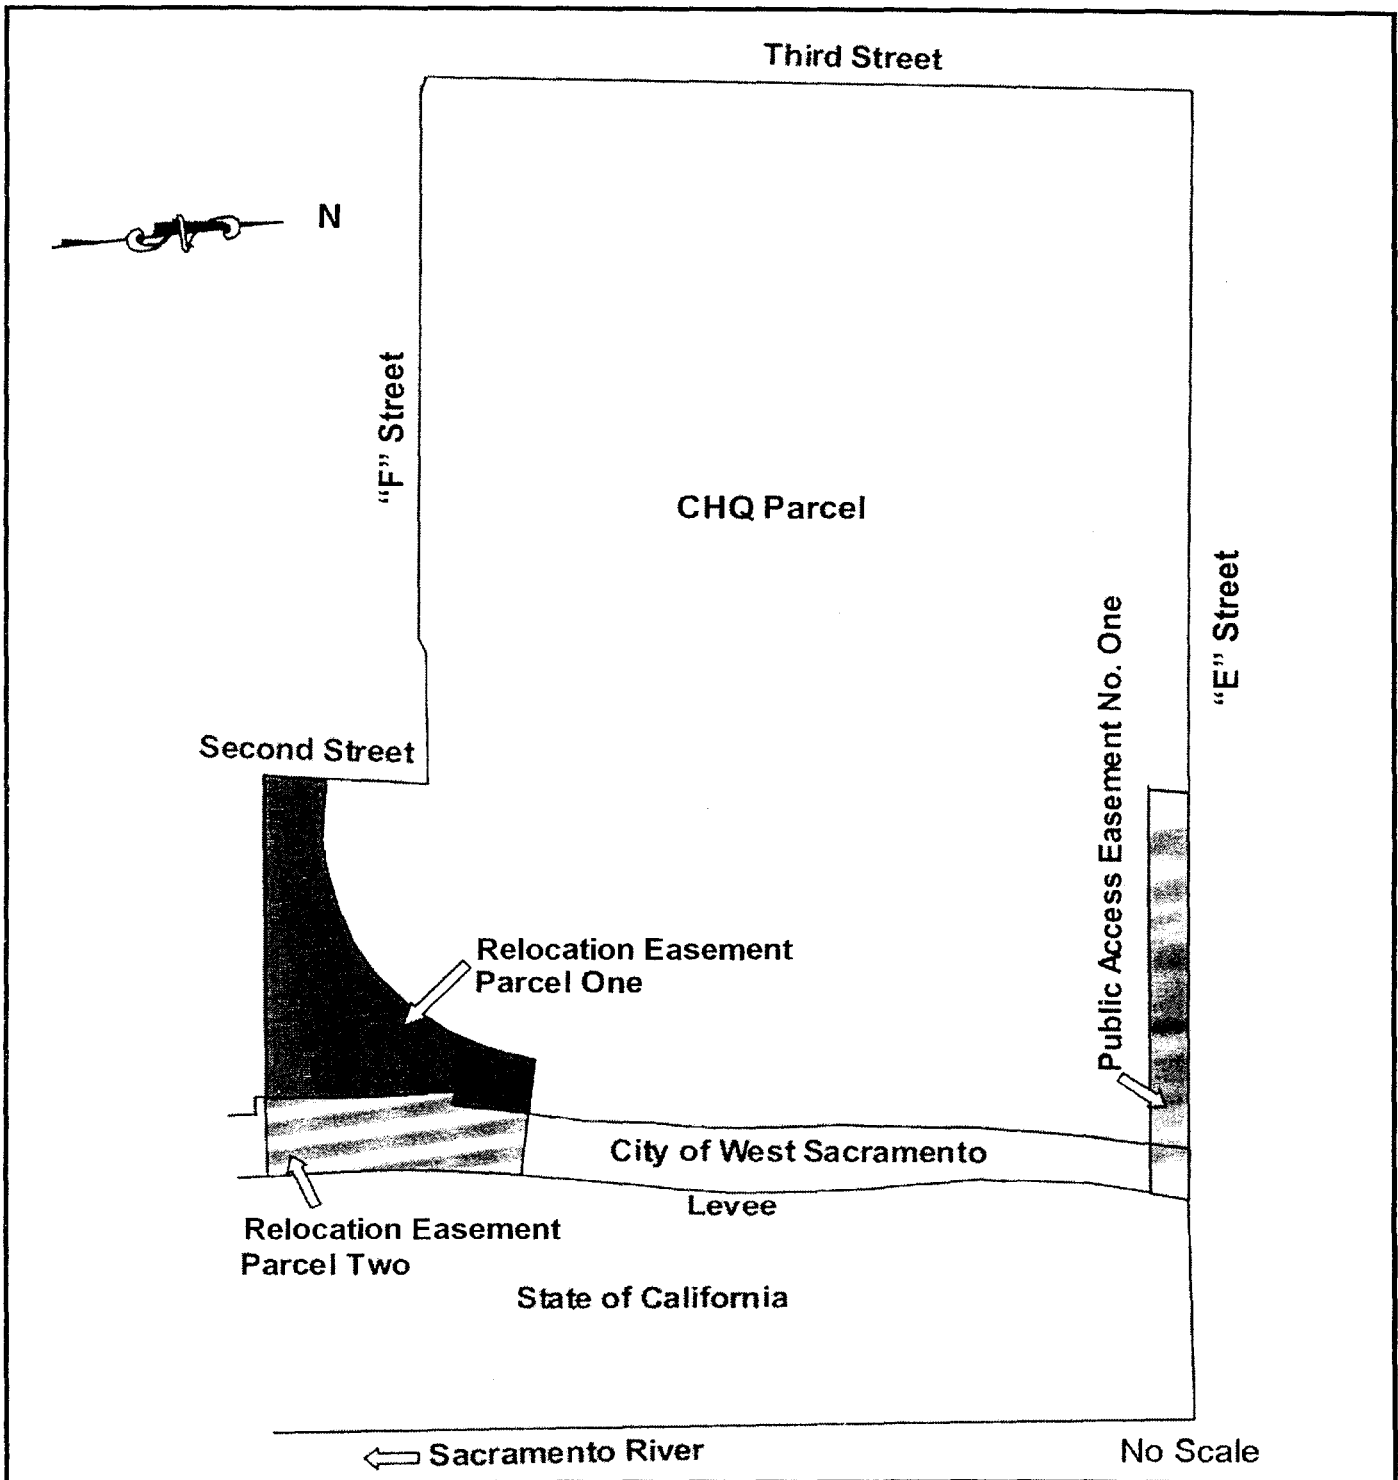 Third Street
N
"F" Street
CHQ Parcel
"E" Street
Public Access Easement No. One
Second Street
Relocation Easement
Parcel One
City of West Sacramento
Levee
Relocation Easement
Parcel Two
State of California
Sacramento River
No Scale